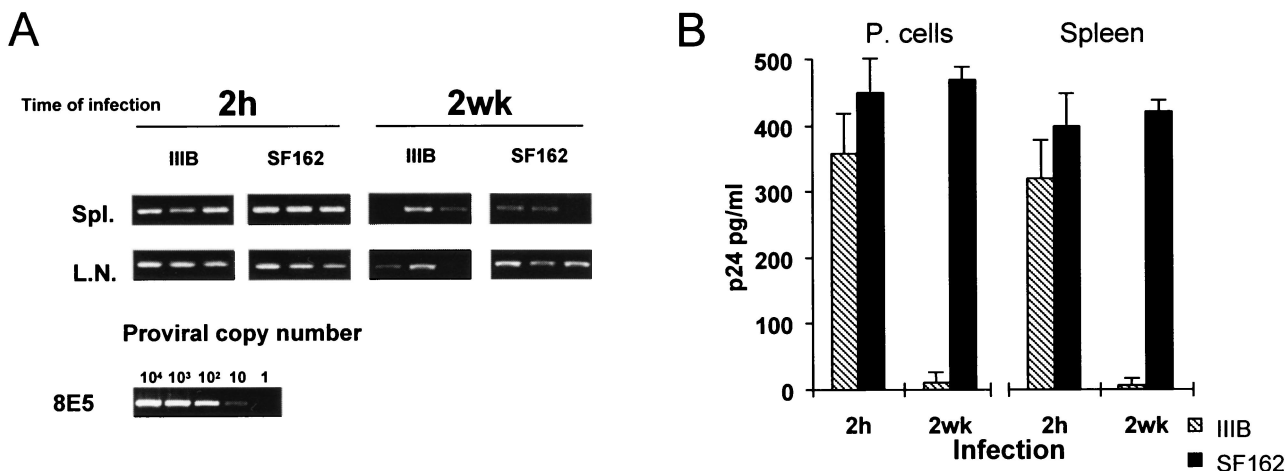 A
Time of infection 2h 2wk
IIIB SF162 IIIB SF162
Spl.
L.N.
Proviral copy number
10⁴ 10³ 10² 10 1
8E5
B
P. cells Spleen
p24 pg/ml
500
400
300
200
100
0
2h 2wk 2h 2wk
Infection
IIIB
SF162